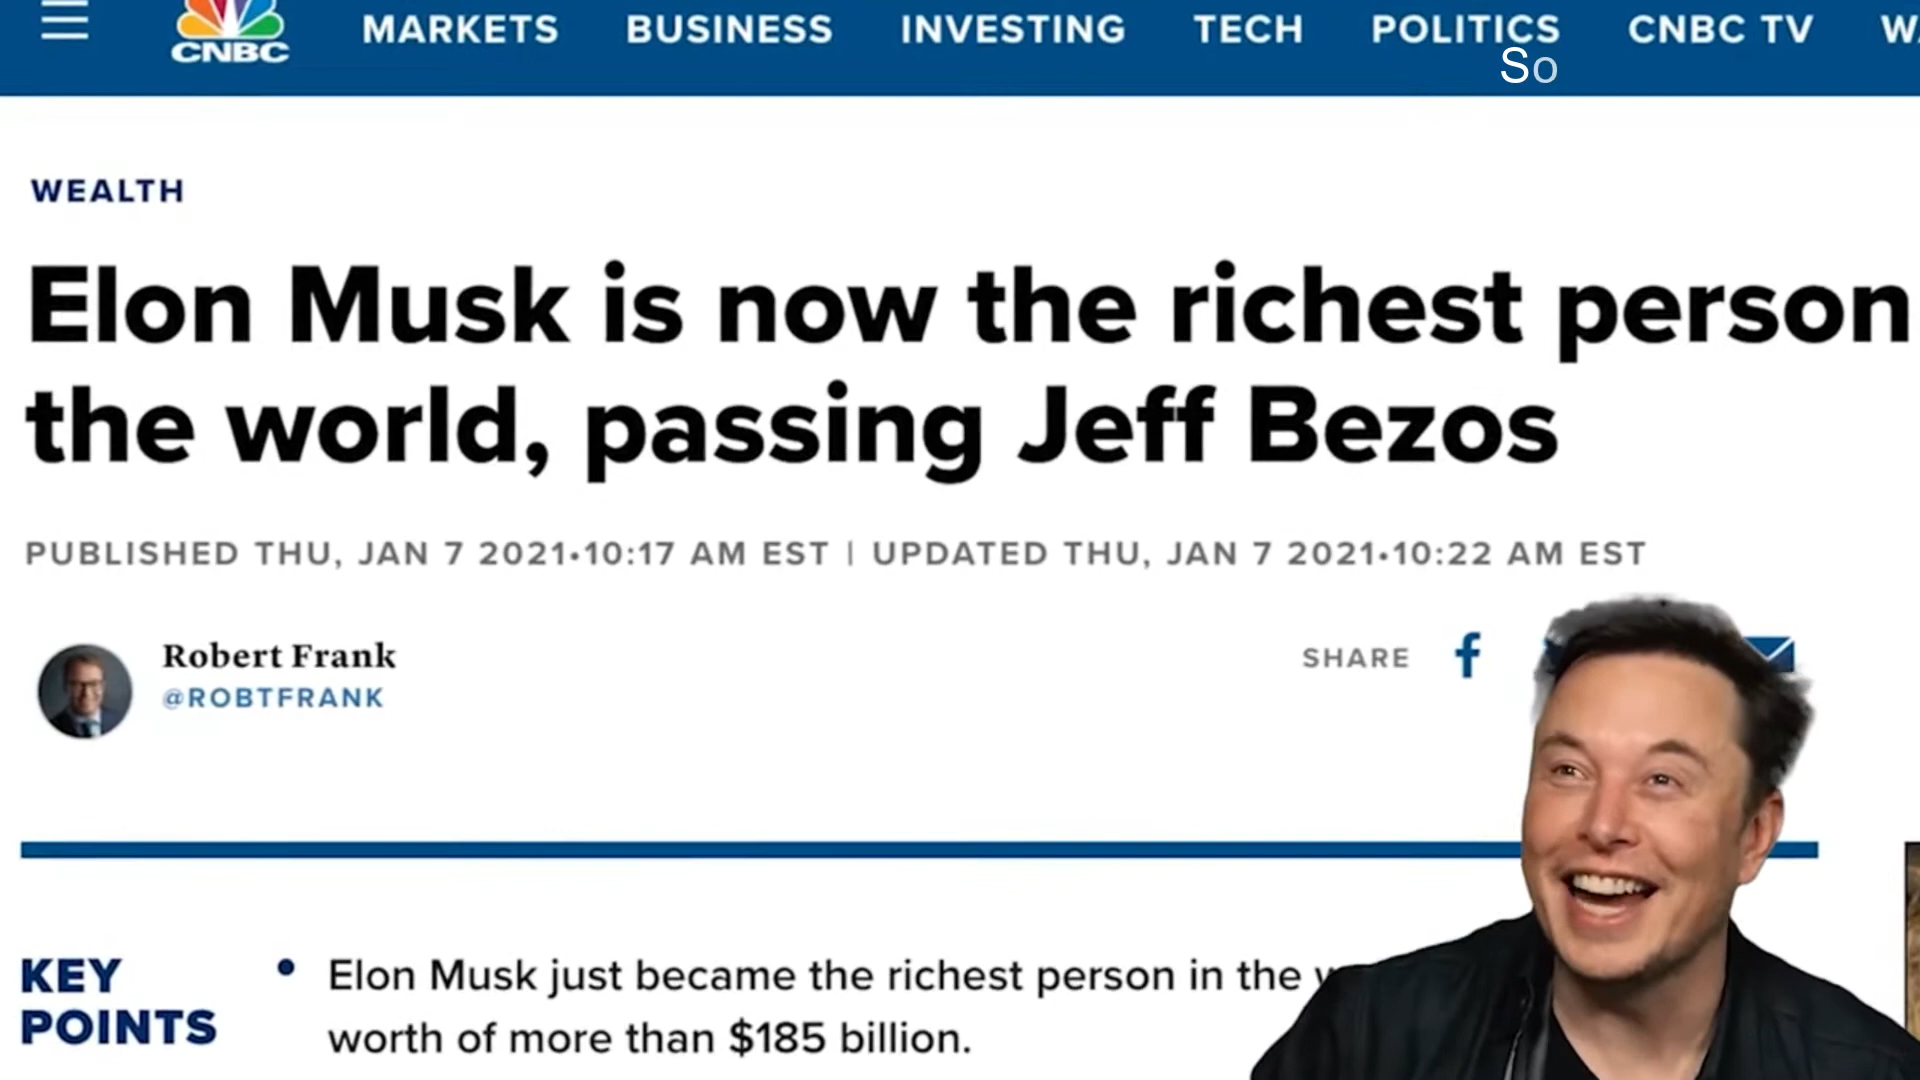 CNBC MARKETS BUSINESS INVESTING TECH POLITICS CNBC TV
So
WEALTH
Elon Musk is now the richest person
the world, passing Jeff Bezos
PUBLISHED THU, JAN 7 2021•10:17 AM EST | UPDATED THU, JAN 7 2021•10:22 AM EST
Robert Frank
@ROBTFRANK
SHARE f
KEY
POINTS
• Elon Musk just became the richest person in the
worth of more than $185 billion.